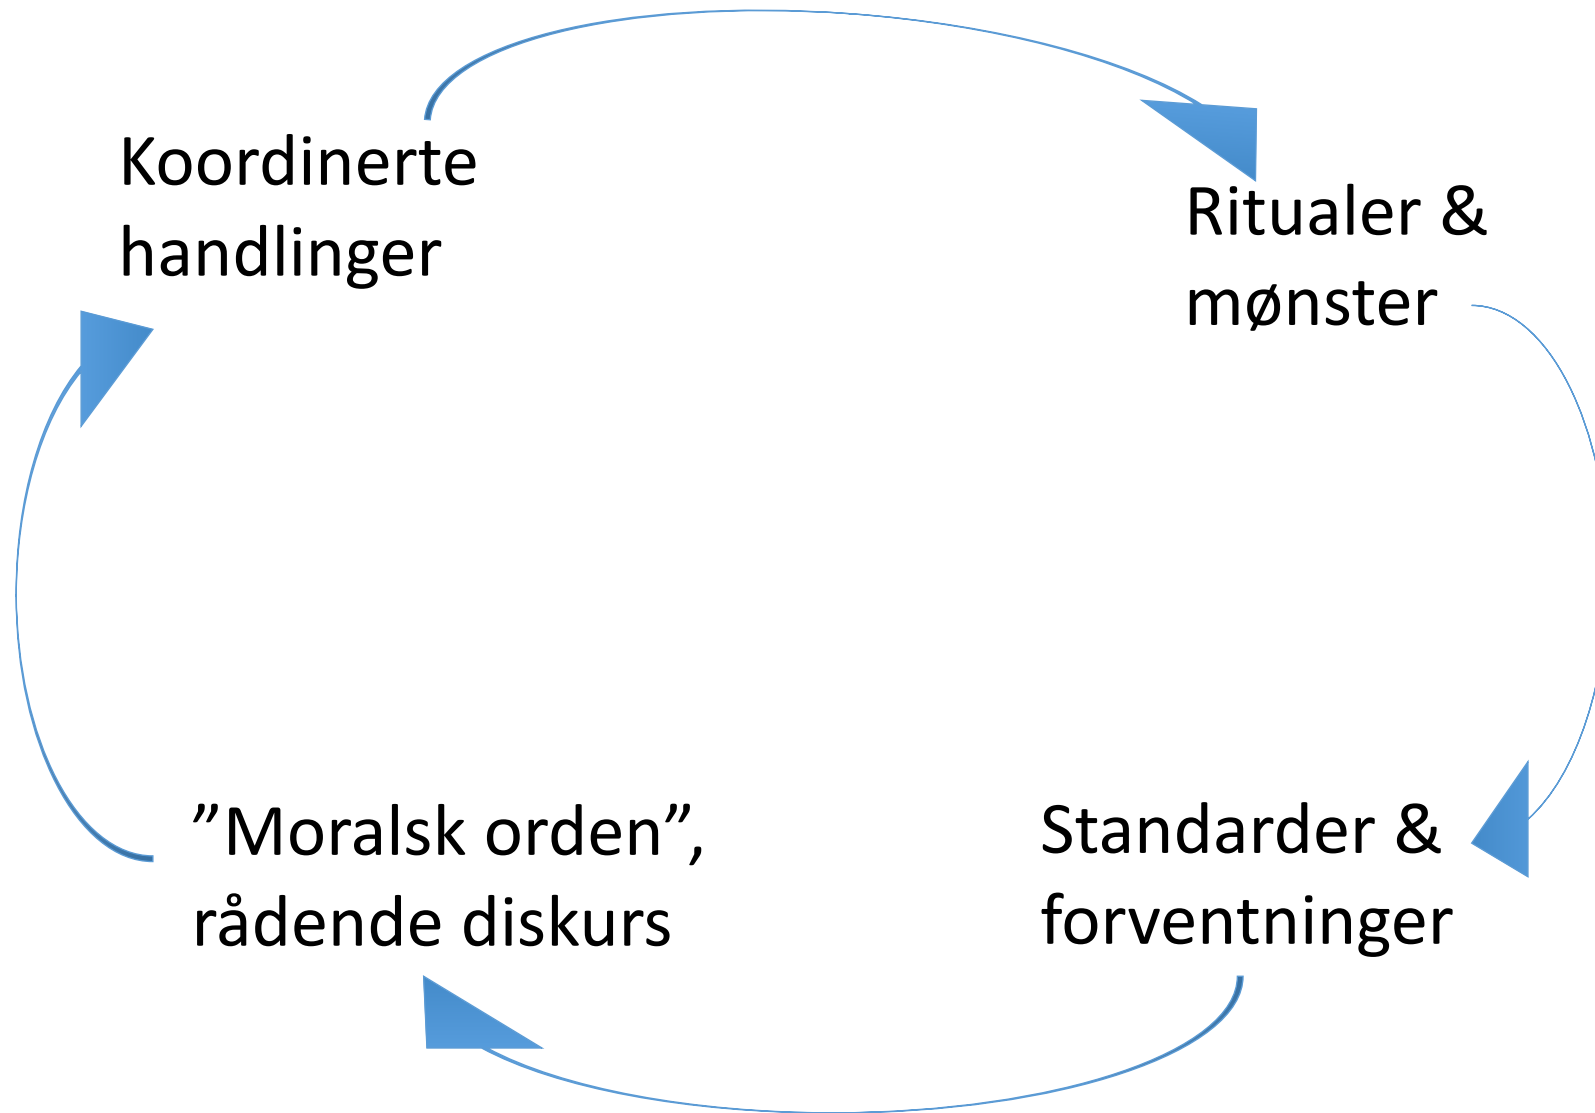 Koordinerte
handlinger
Ritualer &
mønster
”Moralsk orden”,
rådende diskurs
Standarder &
forventninger